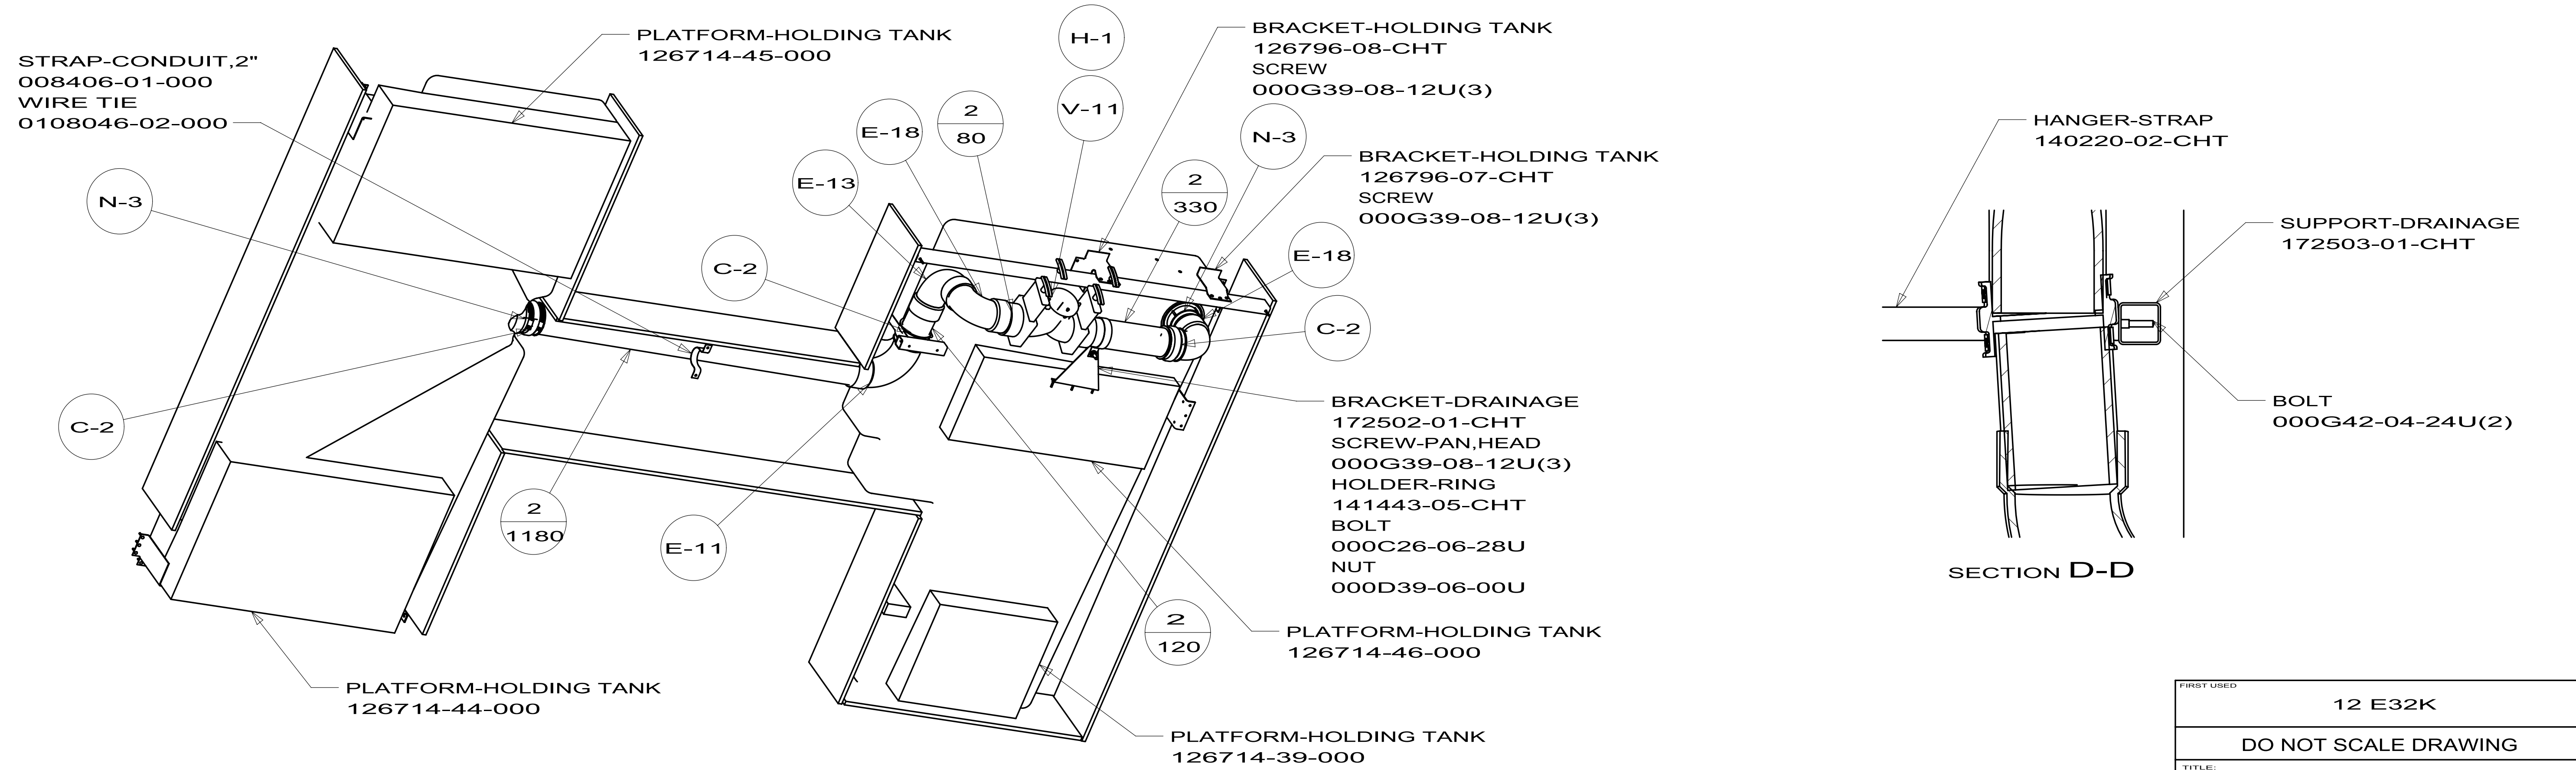 STRAP-CONDUIT,2"
008406-01-000
WIRE TIE
0108046-02-000
PLATFORM-HOLDING TANK
126714-45-000
H-1
V-11
BRACKET-HOLDING TANK
126796-08-CHT
SCREW
000G39-08-12U(3)
E-18
2
80
N-3
E-13
BRACKET-HOLDING TANK
126796-07-CHT
SCREW
000G39-08-12U(3)
2
330
N-3
C-2
E-18
C-2
C-2
2
1180
E-11
BRACKET-DRAINAGE
172502-01-CHT
SCREW-PAN,HEAD
000G39-08-12U(3)
HOLDER-RING
141443-05-CHT
BOLT
000C26-06-28U
NUT
000D39-06-00U
2
120
PLATFORM-HOLDING TANK
126714-46-000
PLATFORM-HOLDING TANK
126714-44-000
PLATFORM-HOLDING TANK
126714-39-000
HANGER-STRAP
140220-02-CHT
SUPPORT-DRAINAGE
172503-01-CHT
BOLT
000G42-04-24U(2)
SECTION D-D
FIRST USED
12 E32K
DO NOT SCALE DRAWING
TITLE: